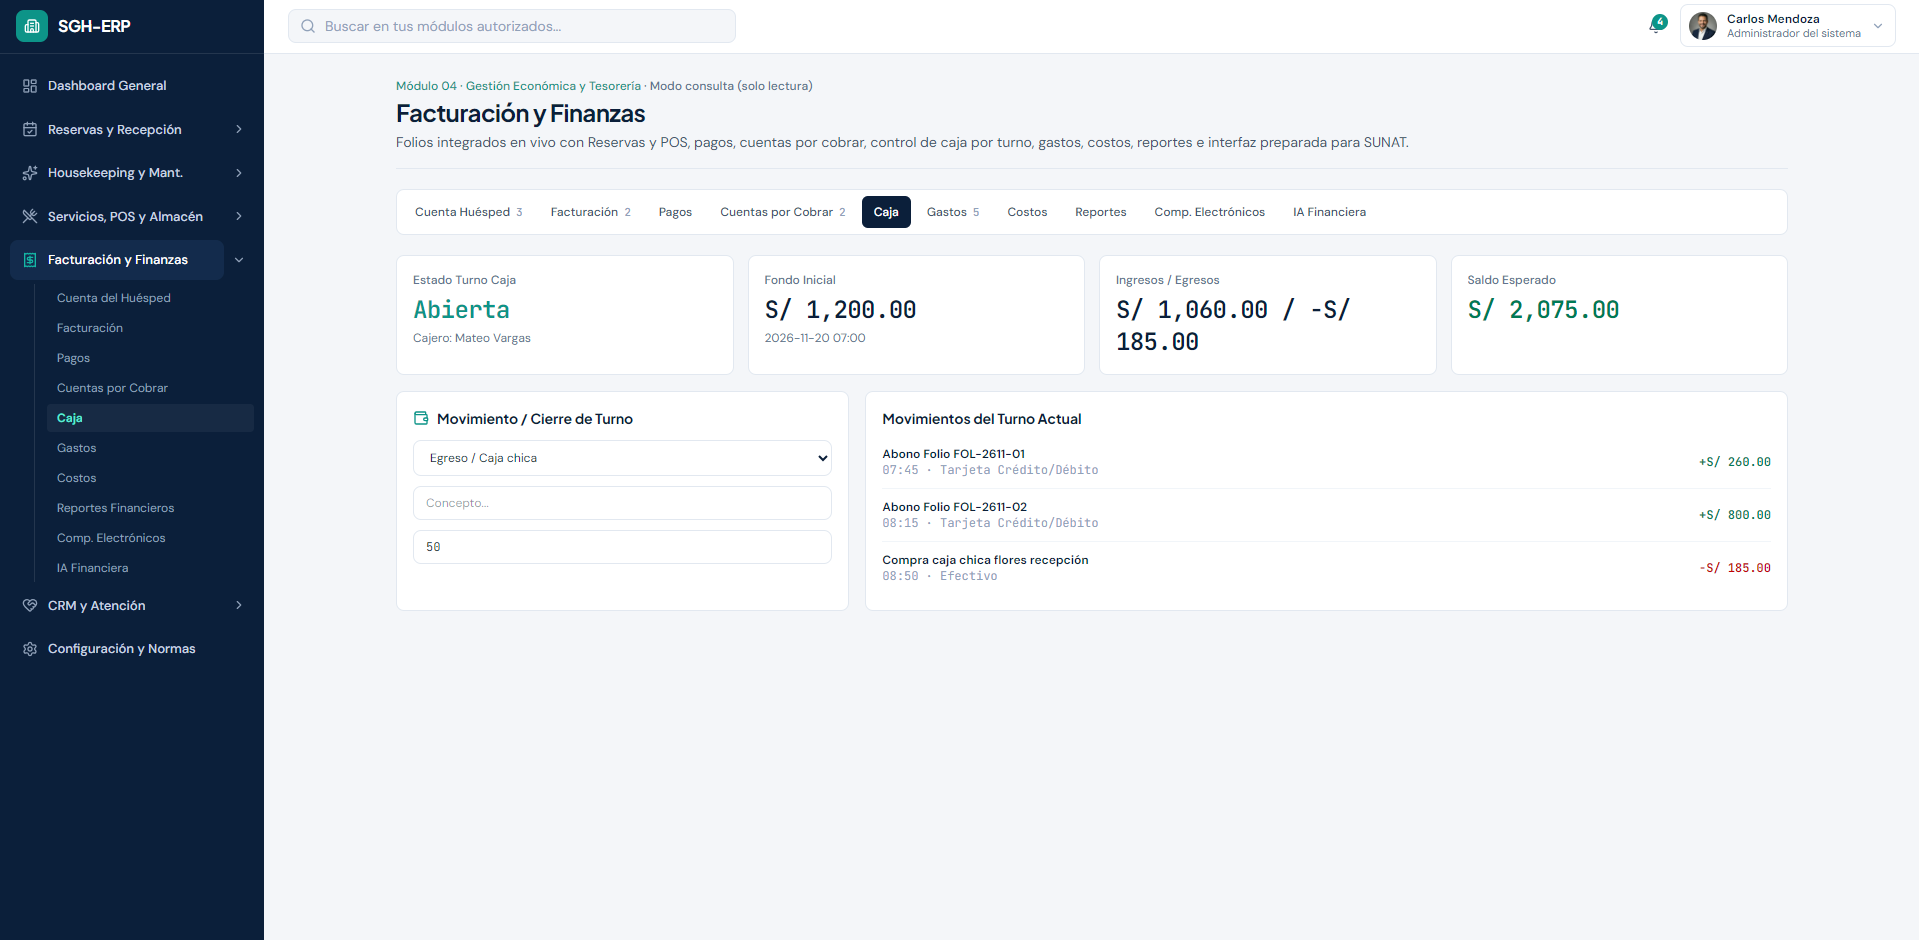 SGH-ERP
Buscar en tus módulos autorizados...
4
Carlos Mendoza
Administrador del sistema
Dashboard General
Reservas y Recepción
Housekeeping y Mant.
Servicios, POS y Almacén
Facturación y Finanzas
Cuenta del Huésped
Facturación
Pagos
Cuentas por Cobrar
Caja
Gastos
Costos
Reportes Financieros
Comp. Electrónicos
IA Financiera
CRM y Atención
Configuración y Normas
Módulo 04 · Gestión Económica y Tesorería · Modo consulta (solo lectura)
Facturación y Finanzas
Folios integrados en vivo con Reservas y POS, pagos, cuentas por cobrar, control de caja por turno, gastos, costos, reportes e interfaz preparada para SUNAT.
Cuenta Huésped 3 Facturación 2 Pagos Cuentas por Cobrar 2 Caja Gastos 5 Costos Reportes Comp. Electrónicos IA Financiera
Estado Turno Caja
Abierta
Cajero: Mateo Vargas
Fondo Inicial
S/ 1,200.00
2026-11-20 07:00
Ingresos / Egresos
S/ 1,060.00 / -S/
185.00
Saldo Esperado
S/ 2,075.00
Movimiento / Cierre de Turno
Egreso / Caja chica
Concepto...
50
Movimientos del Turno Actual
Abono Folio FOL-2611-01
07:45 · Tarjeta Crédito/Débito
+S/ 260.00
Abono Folio FOL-2611-02
08:15 · Tarjeta Crédito/Débito
+S/ 800.00
Compra caja chica flores recepción
08:50 · Efectivo
-S/ 185.00